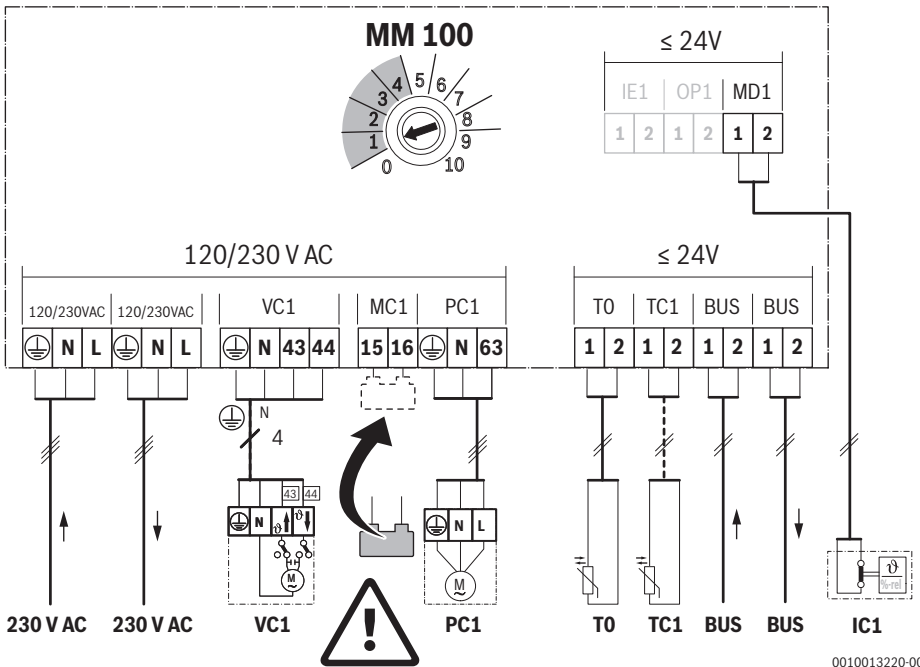 MM 100
0 1 2 3 4 5 6 7 8 9 10
≤ 24V
IE1 OP1 MD1
1 2 1 2 1 2
120/230 V AC
≤ 24V
120/230VAC 120/230VAC VC1 MC1 PC1 T0 TC1 BUS BUS
N L N L N 43 44 15 16 N 63 1 2 1 2 1 2 1 2
N
4
43 44
N ϑ ϑ
N L
M
~
M
~
ϑ
%-rel
!
230 V AC 230 V AC VC1 PC1 T0 TC1 BUS BUS IC1
0010013220-00